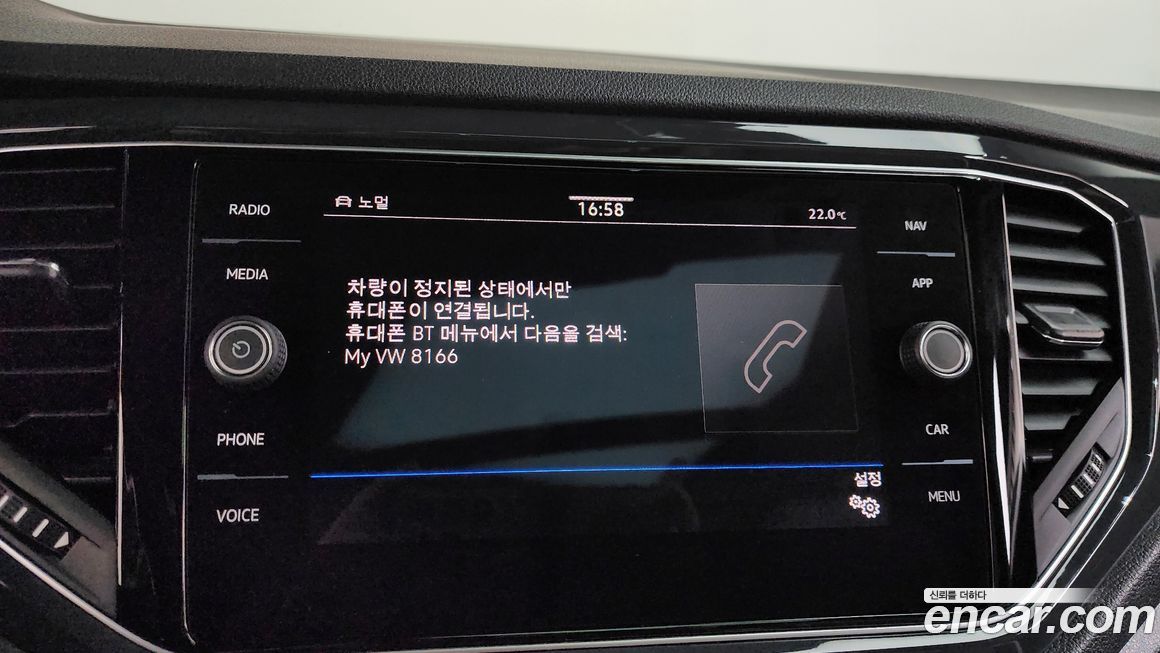 노멀
16:58
22.0°C
RADIO
MEDIA
PHONE
VOICE
차량이 정지된 상태에서만
휴대폰이 연결됩니다.
휴대폰 BT 메뉴에서 다음을 검색:
My VW 8166
설정
NAV
APP
CAR
MENU
신뢰를 더하다
encar.com